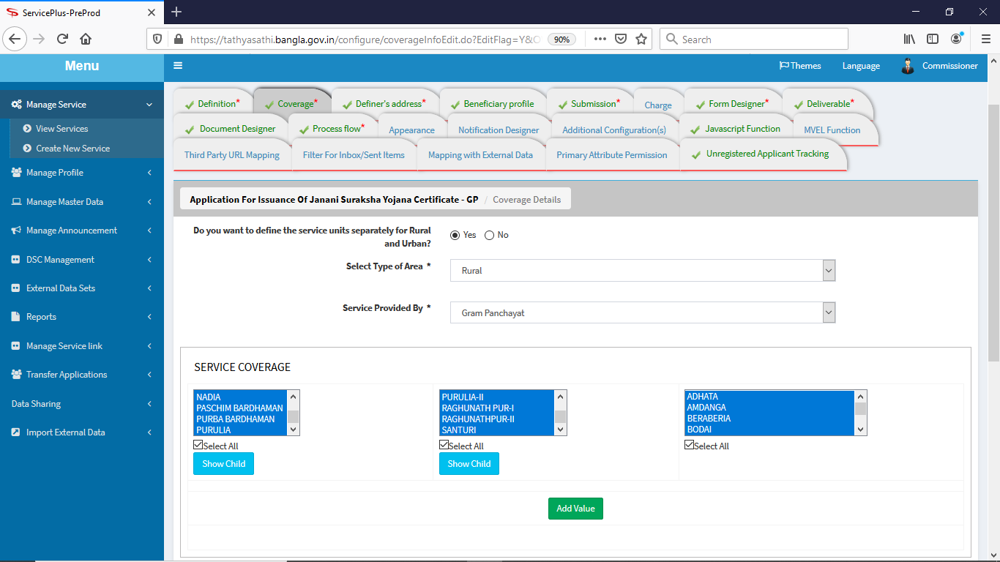 ServicePlus-PreProd
https://tathyasathi.bangla.gov.in/configure/coverageInfoEdit.do?EditFlag=Y&
90%
Search
Menu
Themes
Language
Commissioner
Manage Service
View Services
Create New Service
Manage Profile
Manage Master Data
Manage Announcement
DSC Management
External Data Sets
Reports
Manage Service link
Transfer Applications
Data Sharing
Import External Data
Definition*
Coverage*
Definer's address*
Beneficiary profile
Submission*
Charge
Form Designer*
Deliverable*
Document Designer
Process flow*
Appearance
Notification Designer
Additional Configuration(s)
Javascript Function
MVEL Function
Third Party URL Mapping
Filter For Inbox/Sent Items
Mapping with External Data
Primary Attribute Permission
Unregistered Applicant Tracking
Application For Issuance Of Janani Suraksha Yojana Certificate - GP / Coverage Details
Do you want to define the service units separately for Rural
and Urban?
Yes
No
Select Type of Area *
Rural
Service Provided By *
Gram Panchayat
SERVICE COVERAGE
NADIA
PASCHIM BARDHAMAN
PURBA BARDHAMAN
PURULIA
Select All
Show Child
PURULIA-II
RAGHUNATH PUR-I
RAGHUNATHPUR-II
SANTURI
Select All
Show Child
ADHATA
AMDANGA
BERABERIA
BODAI
Select All
Add Value